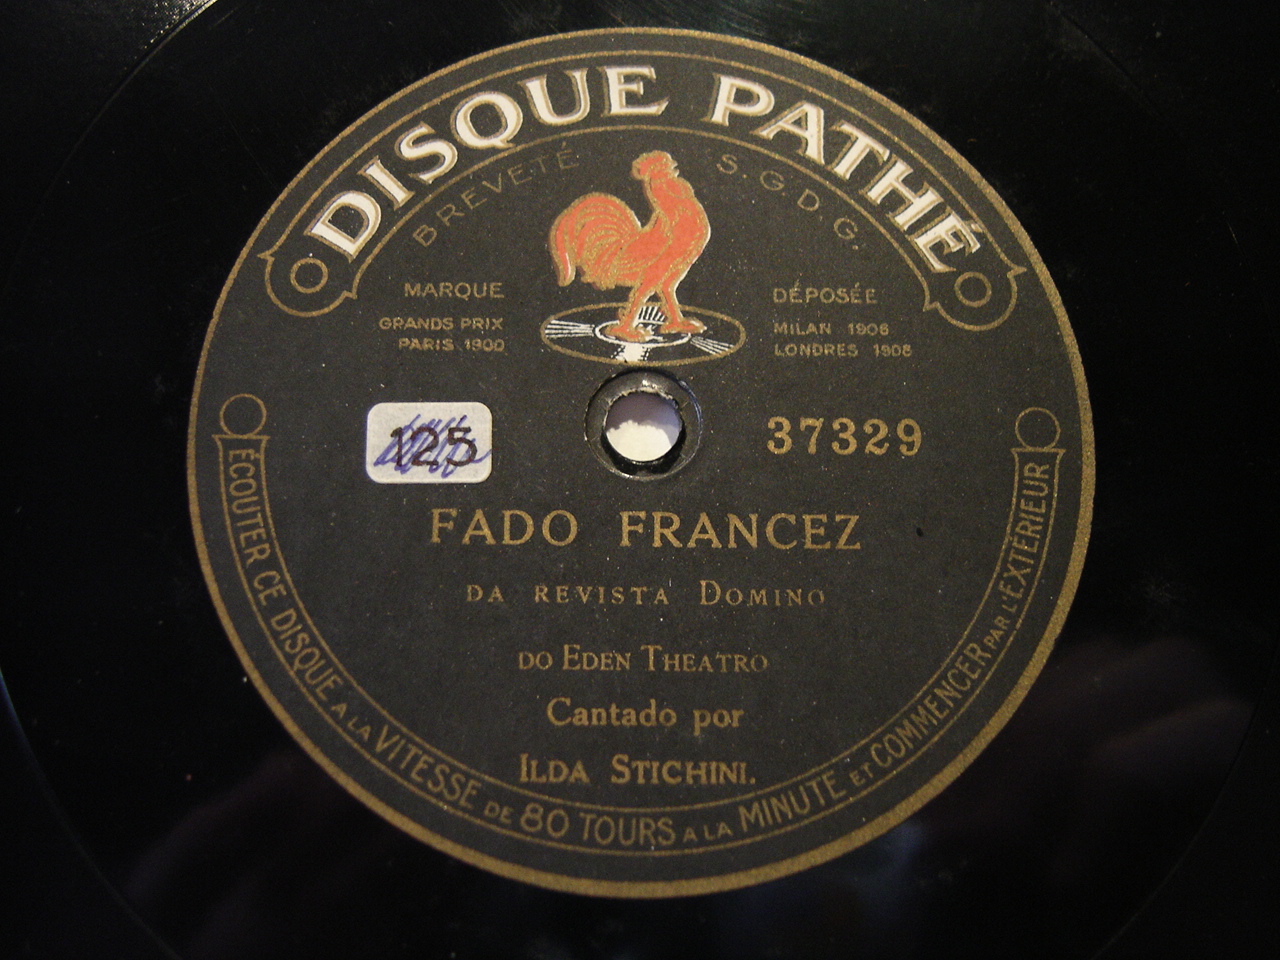 DISQUE PATHÉ
BREVETÉ S.G.D.G.
MARQUE DÉPOSÉE
GRANDS PRIX
PARIS 1900
MILAN 1906
LONDRES 1908
125
37329
FADO FRANCEZ
DA REVISTA DOMINO
DO EDEN THEATRO
Cantado por
ILDA STICHINI.
ÉCOUTER CE DISQUE A LA VITESSE DE 80 TOURS A LA MINUTE ET COMMENCER PAR L'EXTÉRIEUR